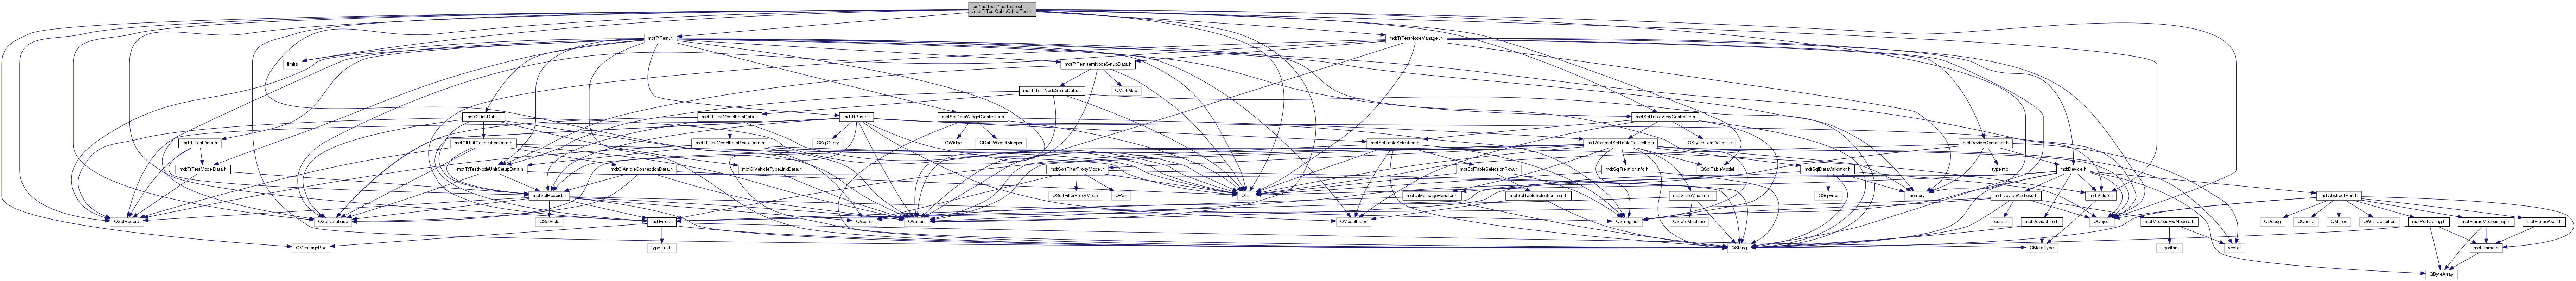 src/mdttools/mdttesttool
/mdtTtTestCableOffsetTool.h
mdtTtTest.h
mdtTtTestNodeManager.h
limits
mdtTtTestItemNodeSetupData.h
mdtTtTestNodeSetupData.h
QMultiMap
mdtClLinkData.h
mdtTtTestModelItemData.h
mdtTtBase.h
mdtSqlDataWidgetController.h
mdtSqlTableViewController.h
mdtTtTestData.h
mdtClUnitConnectionData.h
mdtTtTestModelItemRouteData.h
QSqlQuery
QWidget
QDataWidgetMapper
mdtSqlTableSelection.h
mdtAbstractSqlTableController.h
QStyledItemDelegate
mdtDeviceContainer.h
mdtTtTestModelData.h
mdtTtTestNodeUnitSetupData.h
mdtClArticleConnectionData.h
mdtClVehicleTypeLinkData.h
mdtSortFilterProxyModel.h
mdtSqlTableSelectionRow.h
mdtSqlRelationInfo.h
QSqlTableModel
mdtSqlDataValidator.h
typeinfo
mdtDevice.h
mdtSqlRecord.h
QSortFilterProxyModel
QPair
QList
mdtUiMessageHandler.h
mdtSqlTableSelectionItem.h
mdtStateMachine.h
QSqlError
memory
mdtDeviceAddress.h
mdtValue.h
mdtAbstractPort.h
QSqlRecord
QSqlDatabase
QSqlField
mdtError.h
QVector
QVariant
QModelIndex
QStringList
QStateMachine
cstdint
mdtDeviceInfo.h
QObject
mdtModbusHwNodeId.h
QDebug
QQueue
QMutex
QWaitCondition
mdtPortConfig.h
mdtFrameModbusTcp.h
mdtFrameAscii.h
QMessageBox
type_traits
QString
QMetaType
algorithm
vector
mdtFrame.h
QByteArray